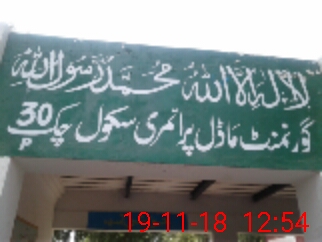 لا الہ الا اللہ محمد رسول اللہ
گورنمنٹ ماڈل پرائمری سکول چک 30/P
19-11-18 12:54